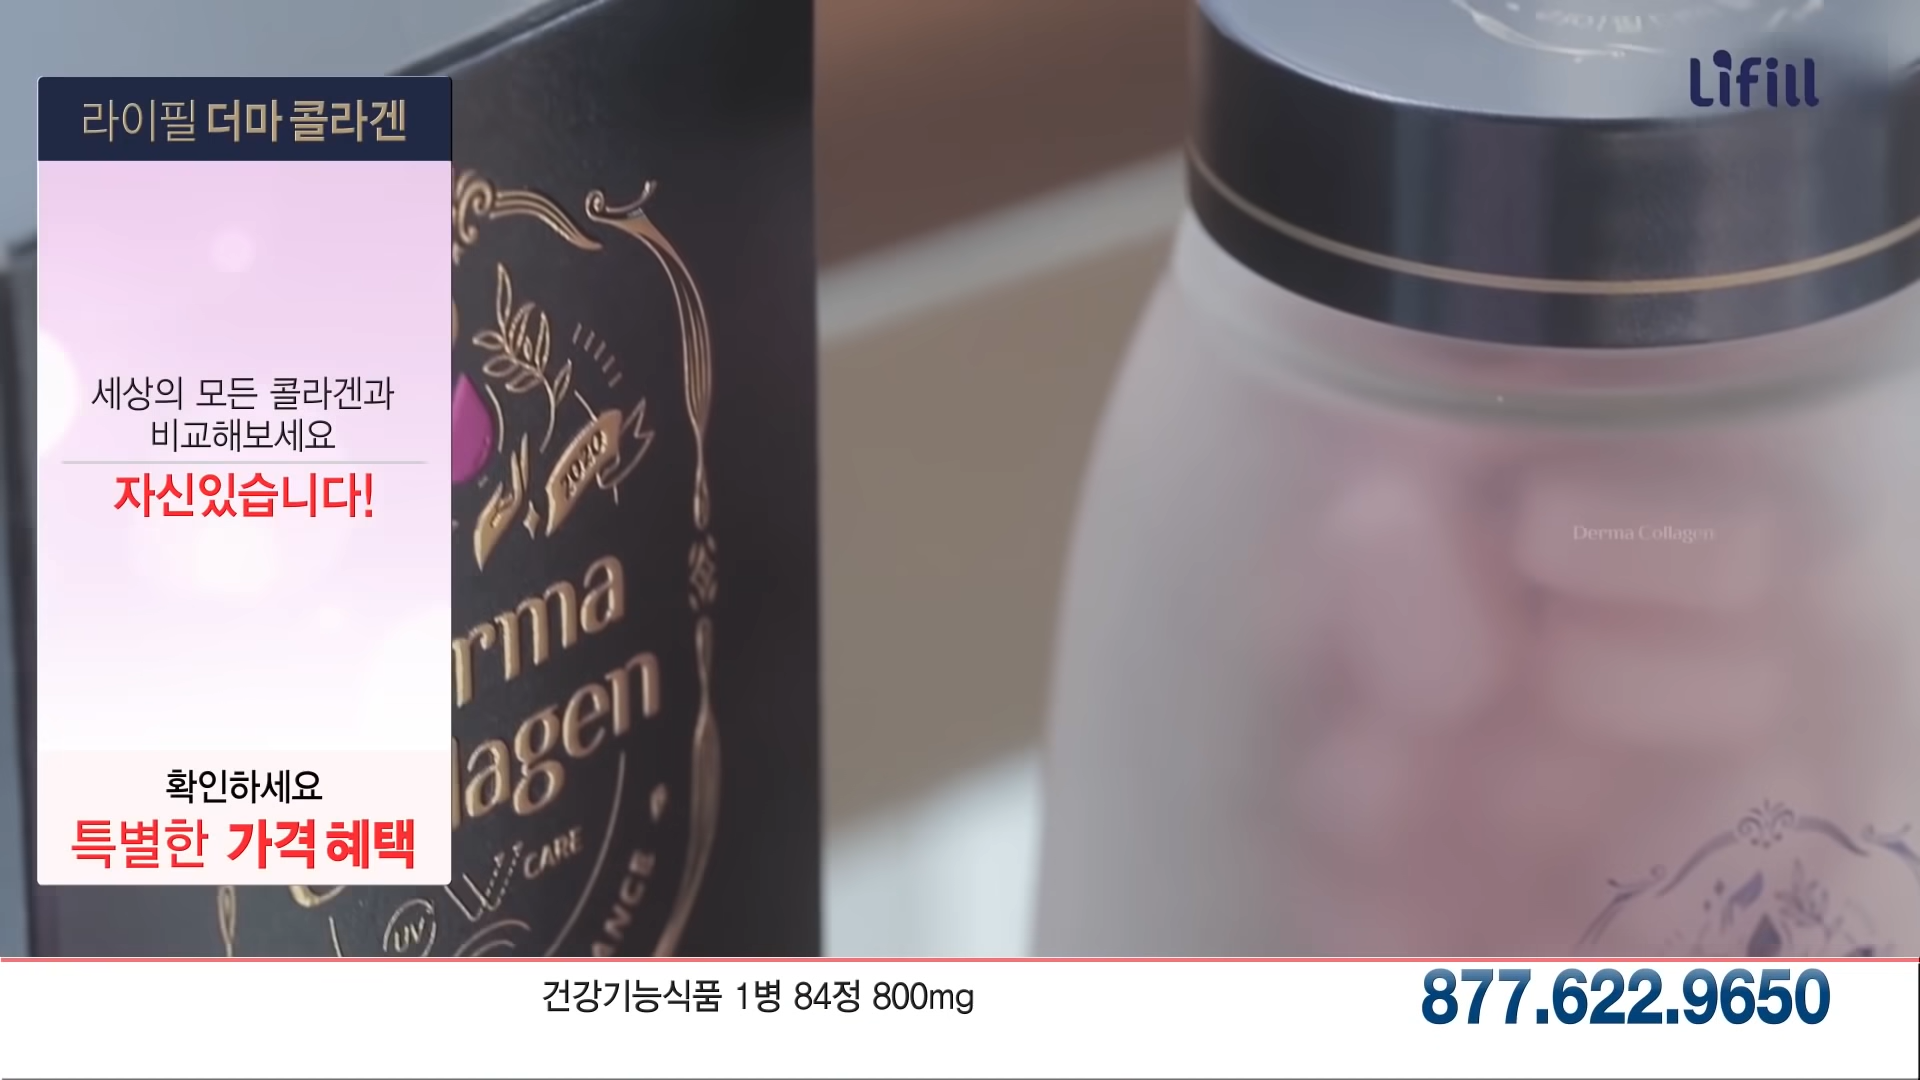 라이필 더마 콜라겐
세상의 모든 콜라겐과
비교해보세요
자신있습니다!
확인하세요
특별한 가격 혜택
Lifill
2020
rma
lagen
CARE
UV
ANCE
Derma Collagen
건강기능식품 1병 84정 800mg
877.622.9650